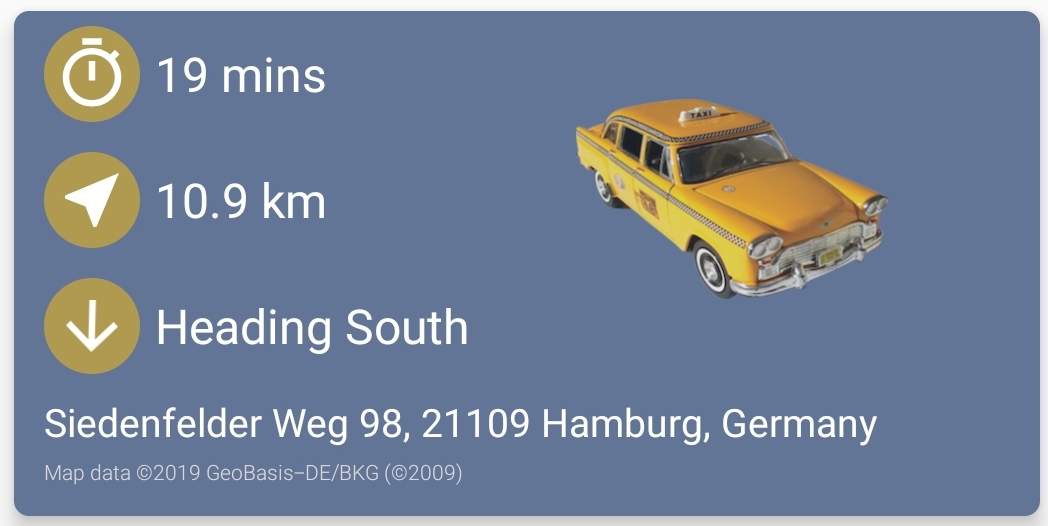 19 mins
TAXI
10.9 km
Heading South
Siedenfelder Weg 98, 21109 Hamburg, Germany
Map data ©2019 GeoBasis–DE/BKG (©2009)